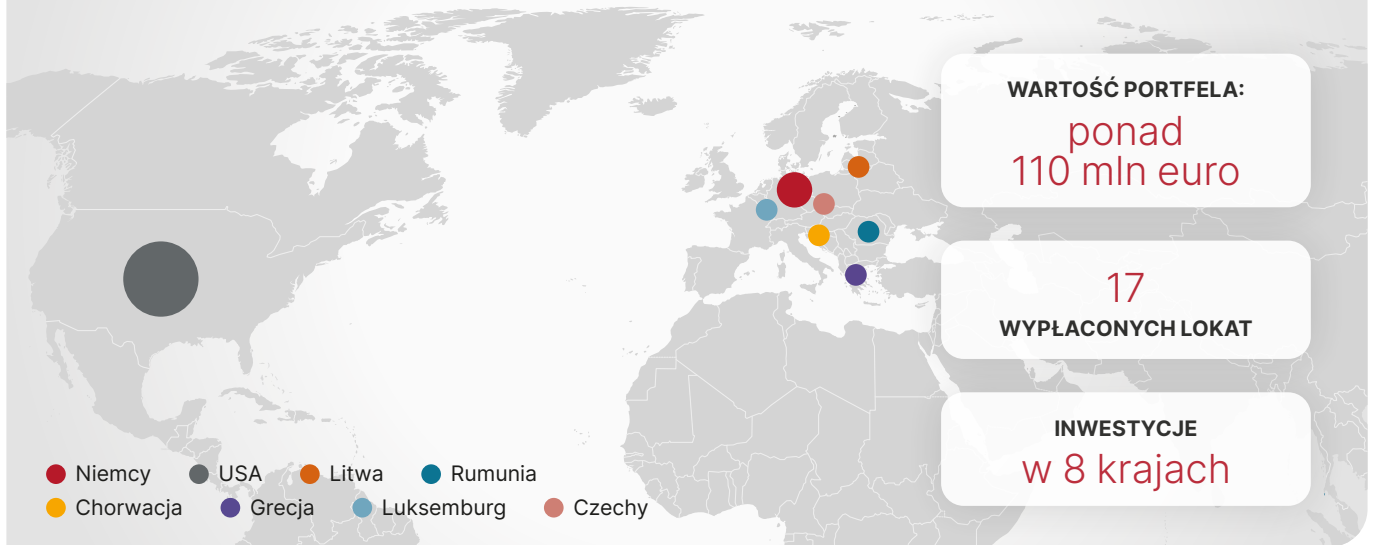 WARTOŚĆ PORTFELA:
ponad
110 mln euro
17
WYPŁACONYCH LOKAT
INWESTYCJE
w 8 krajach
Niemcy USA Litwa Rumunia
Chorwacja Grecja Luksemburg Czechy